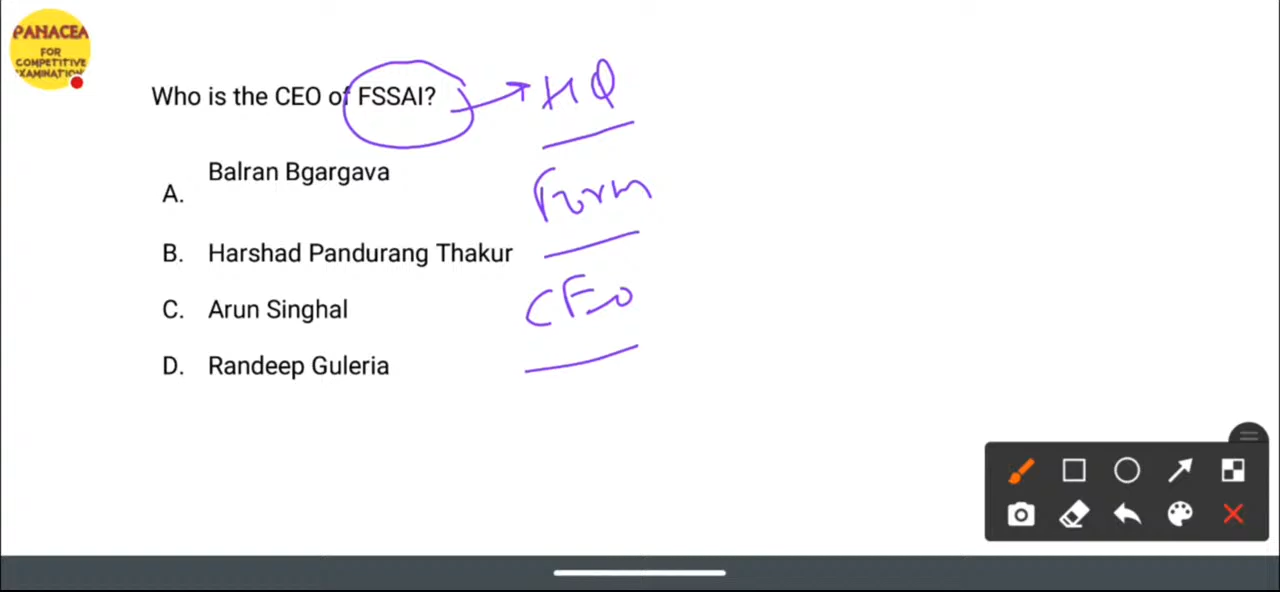 PANACEA
FOR
COMPETITIVE
EXAMINATION
Who is the CEO of FSSAI?
HQ
A. Balran Bgargava
Form
B. Harshad Pandurang Thakur
CEO
C. Arun Singhal
D. Randeep Guleria